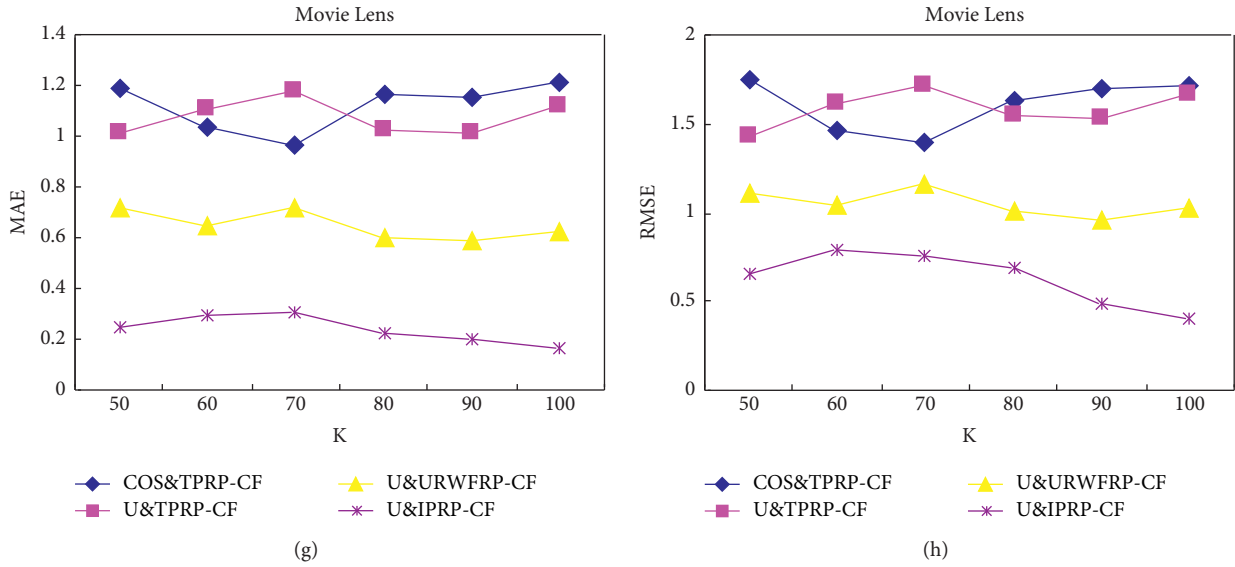 Movie Lens
1.4
1.2
1
0.8
0.6
0.4
0.2
0
MAE
50 60 70 80 90 100
K
COS&TPRP-CF
U&TPRP-CF
U&URWFRP-CF
U&IPRP-CF
(g)
Movie Lens
2
1.5
1
0.5
0
RMSE
50 60 70 80 90 100
K
COS&TPRP-CF
U&TPRP-CF
U&URWFRP-CF
U&IPRP-CF
(h)